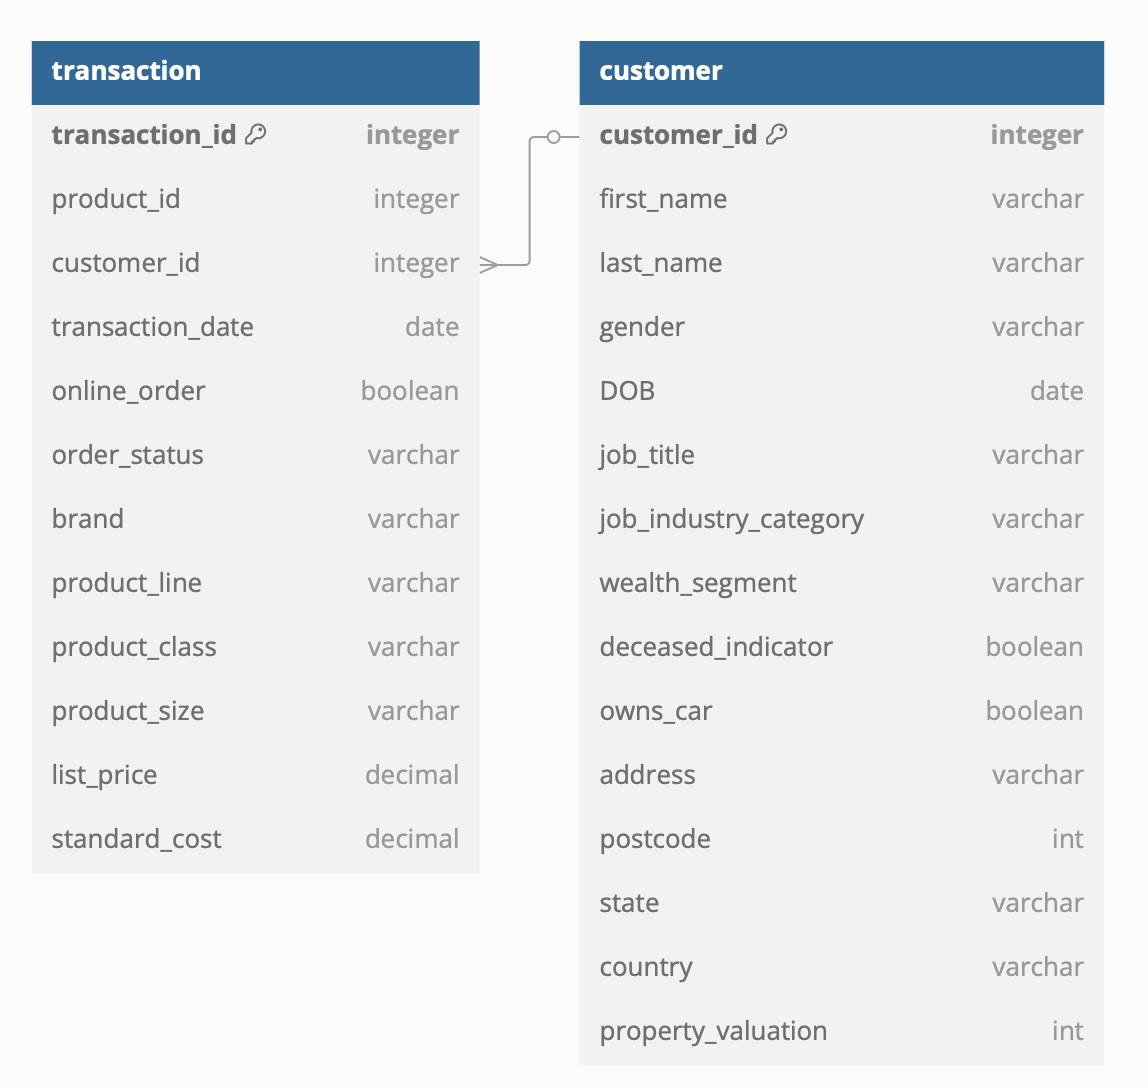 transaction
transaction_id integer
product_id integer
customer_id integer
transaction_date date
online_order boolean
order_status varchar
brand varchar
product_line varchar
product_class varchar
product_size varchar
list_price decimal
standard_cost decimal
customer
customer_id integer
first_name varchar
last_name varchar
gender varchar
DOB date
job_title varchar
job_industry_category varchar
wealth_segment varchar
deceased_indicator boolean
owns_car boolean
address varchar
postcode int
state varchar
country varchar
property_valuation int